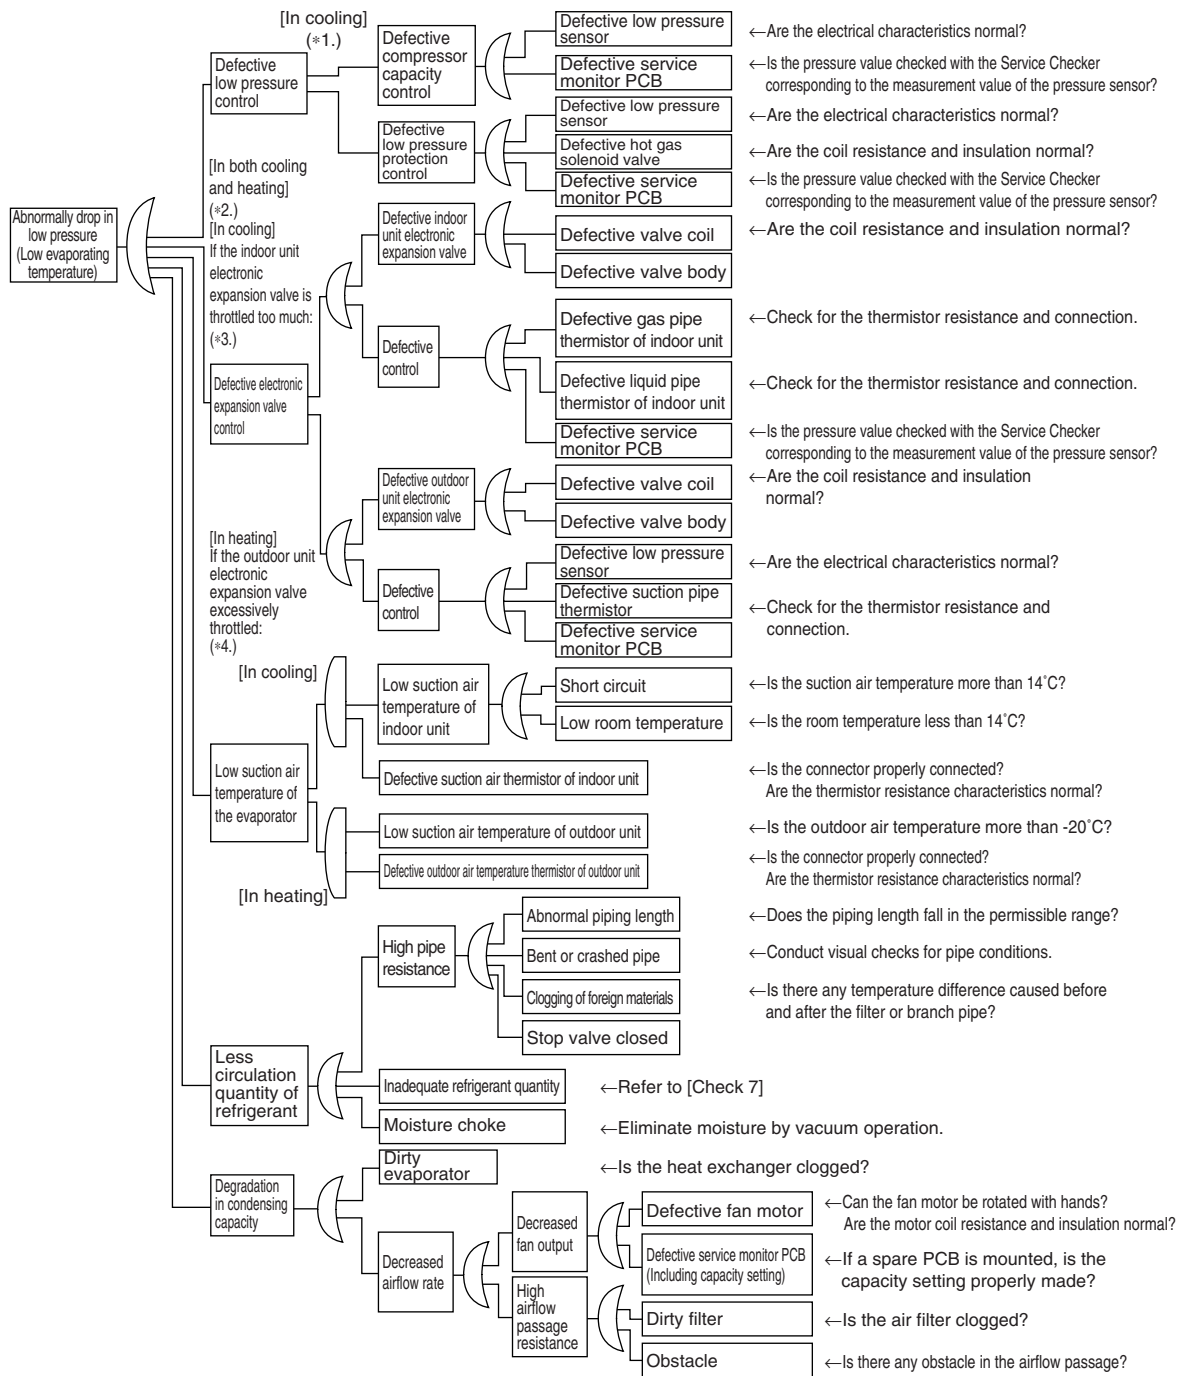 [In cooling]
(*1.)
Defective
low pressure
control
Defective
compressor
capacity
control
Defective low pressure
sensor
←Are the electrical characteristics normal?
Defective service
monitor PCB
←Is the pressure value checked with the Service Checker
corresponding to the measurement value of the pressure sensor?
Defective
low pressure
protection
control
Defective low pressure
sensor
←Are the electrical characteristics normal?
Defective hot gas
solenoid valve
←Are the coil resistance and insulation normal?
Defective service
monitor PCB
←Is the pressure value checked with the Service Checker
corresponding to the measurement value of the pressure sensor?
[In both cooling
and heating]
(*2.)
Abnormally drop in
low pressure
(Low evaporating
temperature)
[In cooling]
If the indoor unit
electronic
expansion valve is
throttled too much:
(*3.)
Defective electronic
expansion valve
control
Defective indoor
unit electronic
expansion valve
Defective valve coil
←Are the coil resistance and insulation normal?
Defective valve body
Defective
control
Defective gas pipe
thermistor of indoor unit
←Check for the thermistor resistance and connection.
Defective liquid pipe
thermistor of indoor unit
←Check for the thermistor resistance and connection.
Defective service
monitor PCB
←Is the pressure value checked with the Service Checker
corresponding to the measurement value of the pressure sensor?
Defective outdoor
unit electronic
expansion valve
Defective valve coil
←Are the coil resistance and insulation
normal?
Defective valve body
[In heating]
If the outdoor unit
electronic
expansion valve
excessively
throttled:
(*4.)
Defective
control
Defective low pressure
sensor
←Are the electrical characteristics normal?
Defective suction pipe
thermistor
←Check for the thermistor resistance and
connection.
Defective service
monitor PCB
[In cooling]
Low suction air
temperature of
the evaporator
Low suction air
temperature of
indoor unit
Short circuit
←Is the suction air temperature more than 14˚C?
Low room temperature
←Is the room temperature less than 14˚C?
Defective suction air thermistor of indoor unit
←Is the connector properly connected?
Are the thermistor resistance characteristics normal?
Low suction air temperature of outdoor unit
←Is the outdoor air temperature more than -20˚C?
Defective outdoor air temperature thermistor of outdoor unit
←Is the connector properly connected?
Are the thermistor resistance characteristics normal?
[In heating]
Less
circulation
quantity of
refrigerant
High pipe
resistance
Abnormal piping length
←Does the piping length fall in the permissible range?
Bent or crashed pipe
←Conduct visual checks for pipe conditions.
Clogging of foreign materials
←Is there any temperature difference caused before
and after the filter or branch pipe?
Stop valve closed
Inadequate refrigerant quantity
←Refer to [Check 7]
Moisture choke
←Eliminate moisture by vacuum operation.
Degradation
in condensing
capacity
Dirty
evaporator
←Is the heat exchanger clogged?
Decreased
airflow rate
Decreased
fan output
Defective fan motor
←Can the fan motor be rotated with hands?
Are the motor coil resistance and insulation normal?
Defective service monitor PCB
(Including capacity setting)
←If a spare PCB is mounted, is the
capacity setting properly made?
High
airflow
passage
resistance
Dirty filter
←Is the air filter clogged?
Obstacle
←Is there any obstacle in the airflow passage?